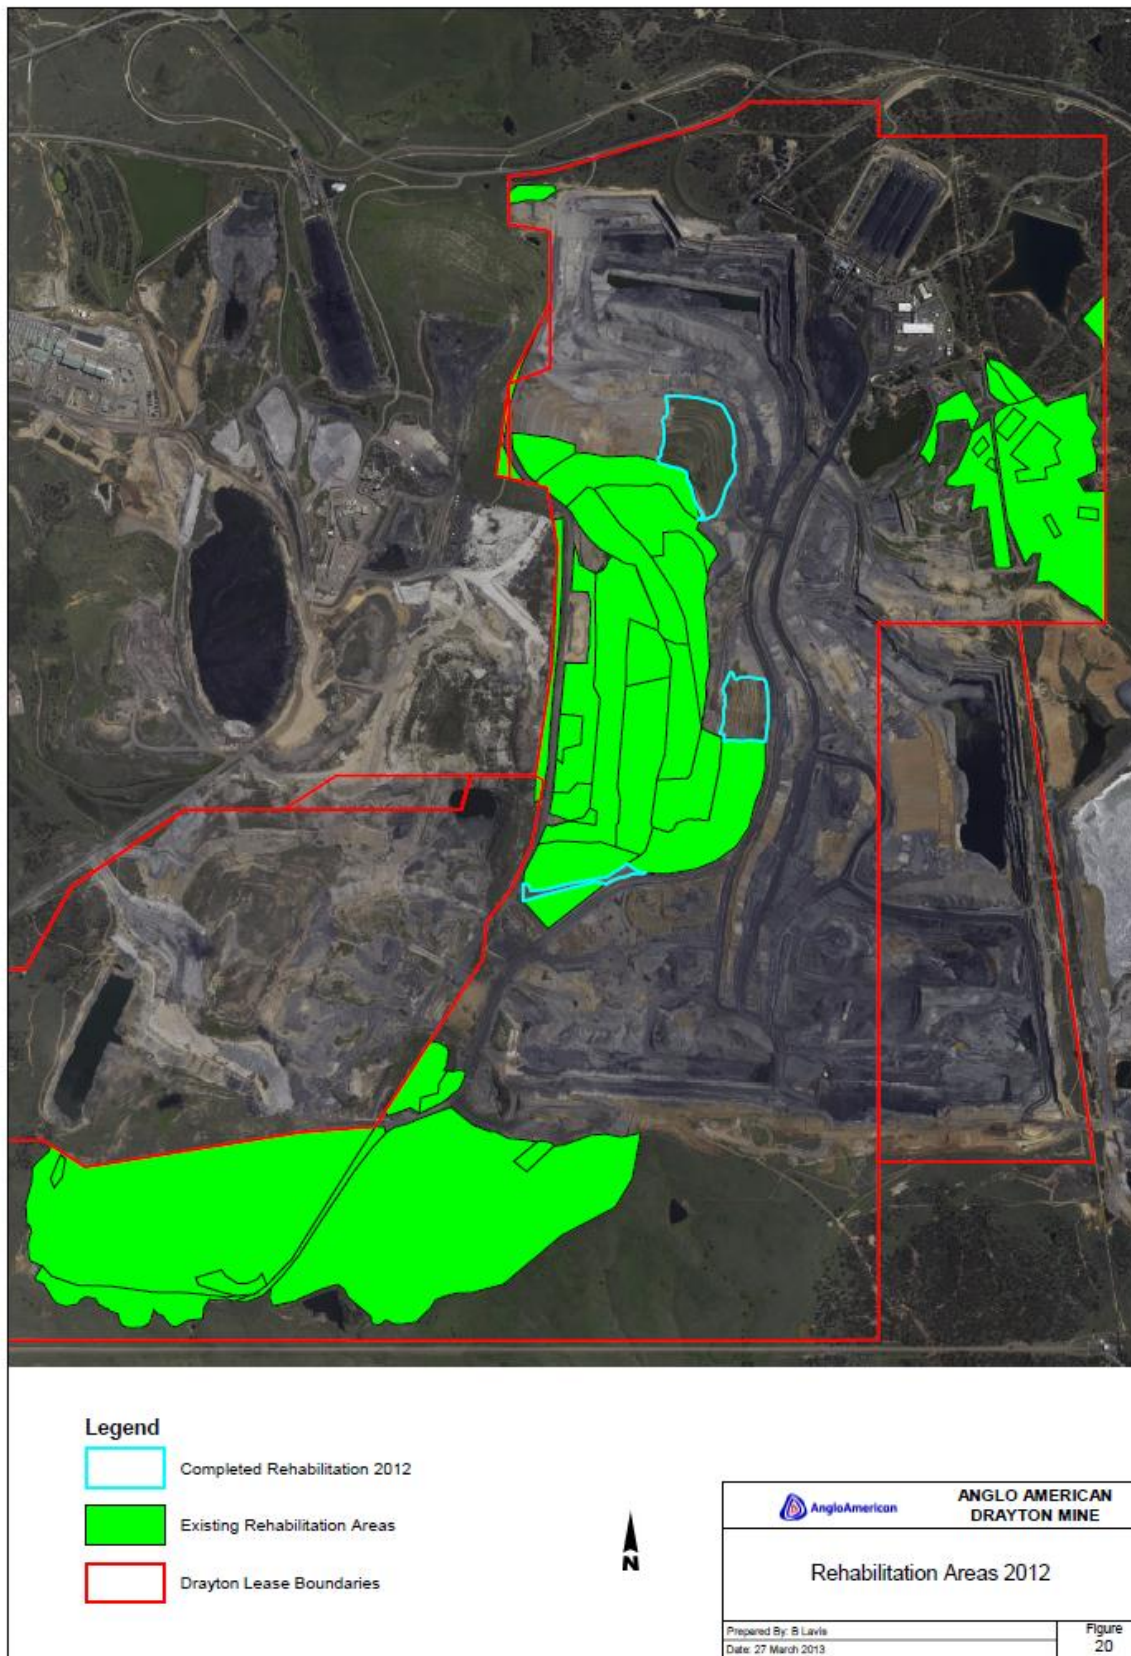 Legend
Completed Rehabilitation 2012
Existing Rehabilitation Areas
Drayton Lease Boundaries
N
AngloAmerican
ANGLO AMERICAN
DRAYTON MINE
Rehabilitation Areas 2012
Prepared By: B Lavis
Date: 27 March 2013
Figure
20